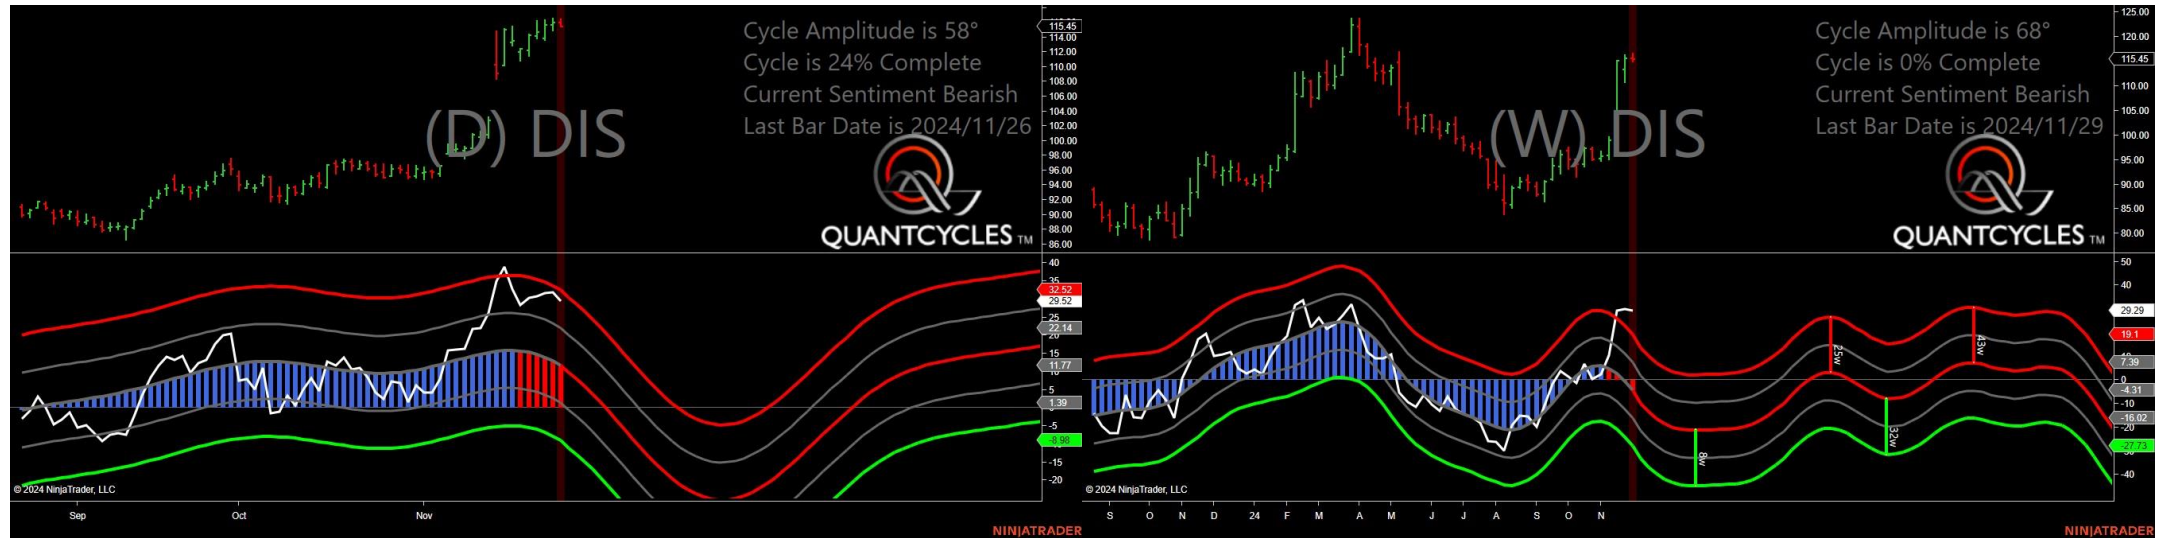 Cycle Amplitude is 58°
Cycle is 24% Complete
Current Sentiment Bearish
Last Bar Date is 2024/11/26
(D) DIS
QUANTCYCLES TM
115.45
114.00
112.00
110.00
108.00
106.00
104.00
102.00
100.00
98.00
96.00
94.00
92.00
90.00
88.00
86.00
40
35
32.52
29.52
25
22.14
20
15
11.77
10
5
1.39
-5
-8.98
-15
-20
© 2024 NinjaTrader, LLC
Sep Oct Nov
NINJATRADER
Cycle Amplitude is 68°
Cycle is 0% Complete
Current Sentiment Bearish
Last Bar Date is 2024/11/29
(W) DIS
QUANTCYCLES TM
125.00
120.00
115.45
110.00
105.00
100.00
95.00
90.00
85.00
80.00
50
40
29.29
19.1
7.39
0
-4.31
-10
-16.02
-20
-27.73
-40
8w
25w
32w
43w
© 2024 NinjaTrader, LLC
S O N D 24 F M A M J J A S O N
NINJATRADER